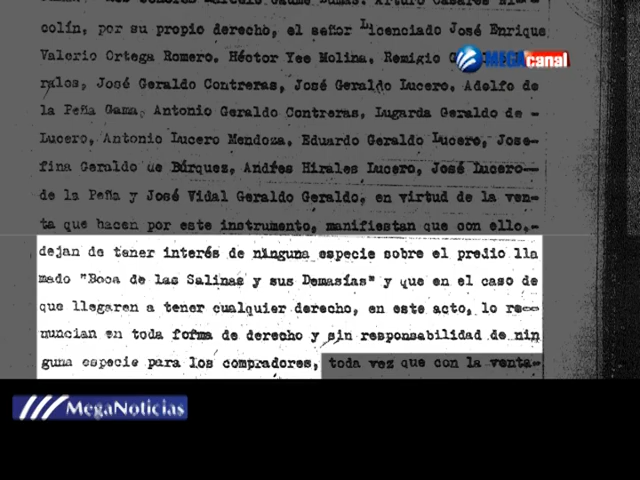 colín, por su propio derecho, el señor Licenciado José Enrique
Valerio Ortega Romero, Héctor Yee Molina, Remigio
ralos, José Geraldo Contreras, José Geraldo Lucero, Adelfo de
la Peña Gama, Antonio Geraldo Contreras, Lugarda Geraldo de -
Lucero, Antonio Lucero Mendoza, Eduardo Geraldo Lucero, Jose-
fina Geraldo de Bórquez, Andres Hirales Lucero, José Lucero—
de la Peña y José Vidal Geraldo Geraldo, en virtud de la ven-
ta que hacen por este instrumento, manifiestan que con ello,-
dejan de tener interés de ninguna especie sobre el predio lla
mado "Boca de las Salinas y sus Demasías" y que en el caso de
que llegaren a tener cualquier derecho, en este acto, lo re—
nuncian en toda forma de derecho y sin responsabilidad de nin
guna especie para los compradores, toda vez que con la venta-
MEGAcanal
MegaNoticias